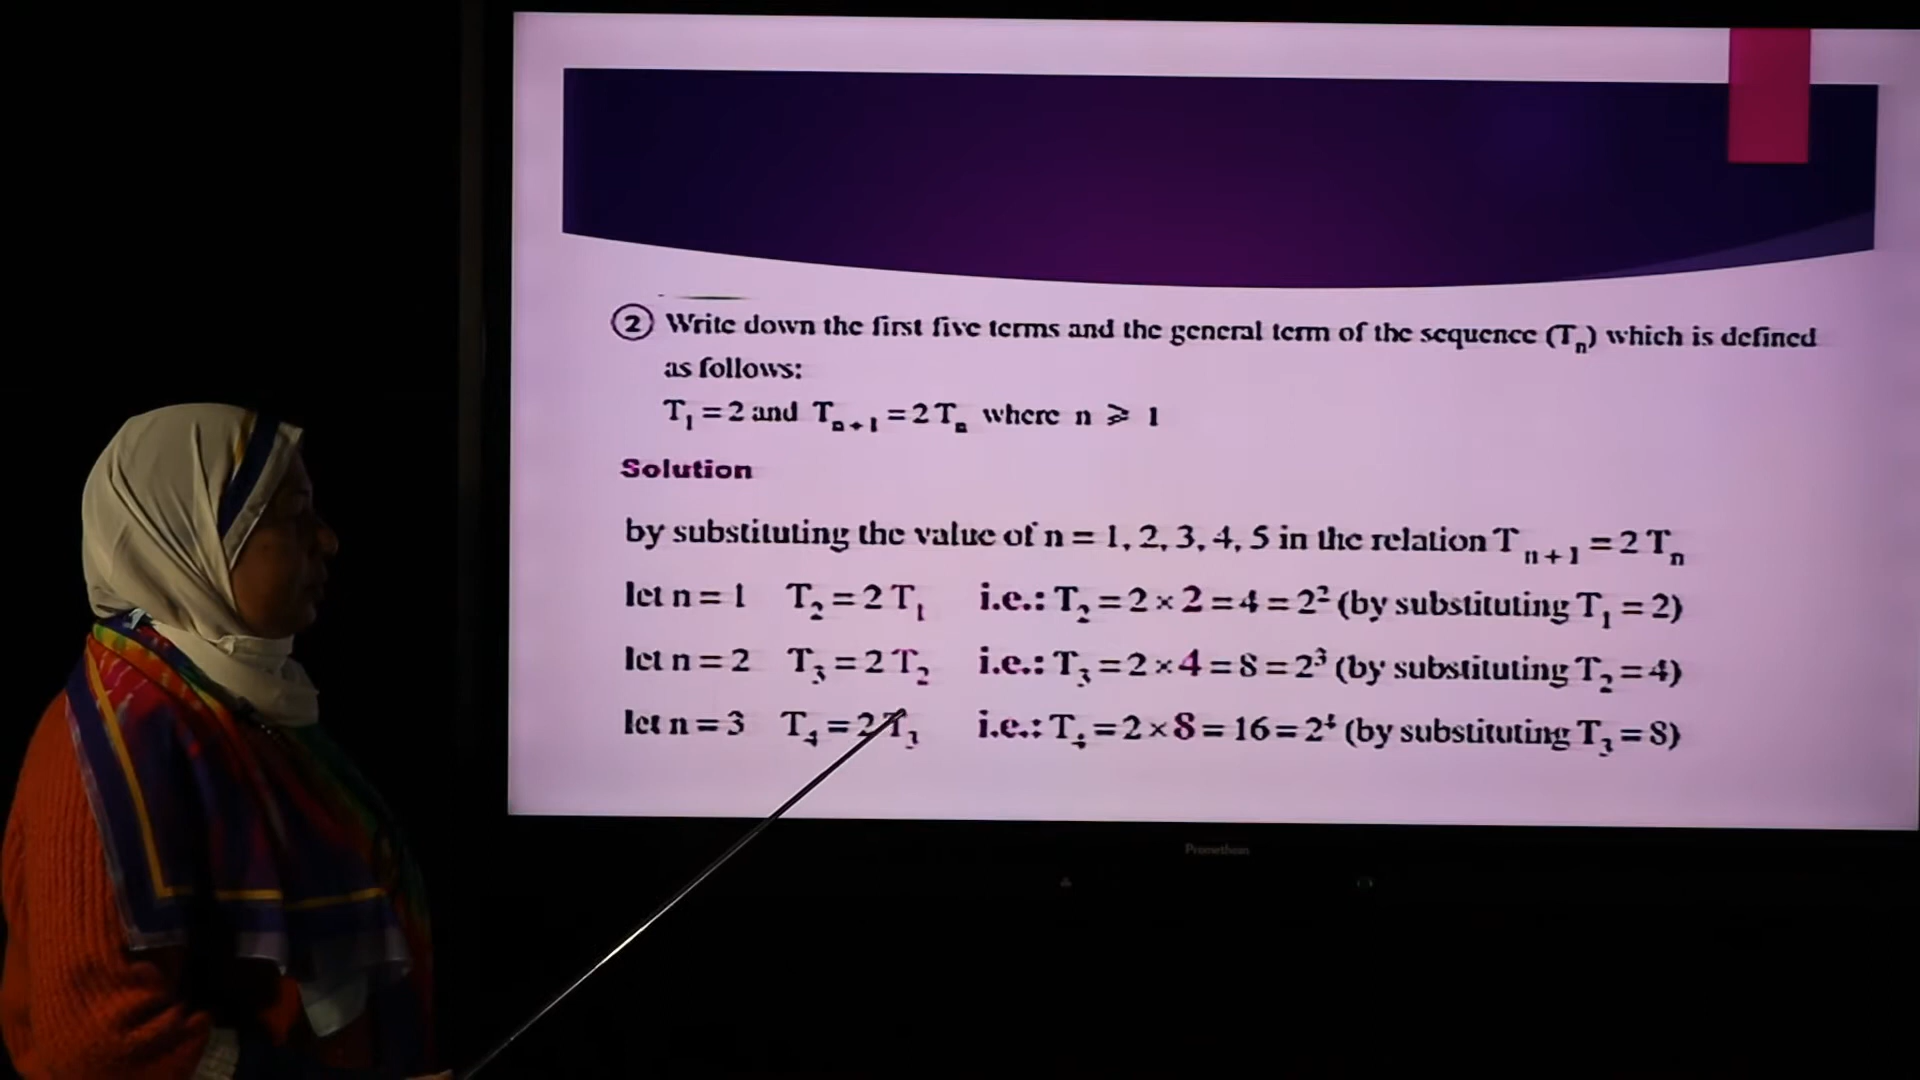 ② Write down the first five terms and the general term of the sequence (Tₙ) which is defined
as follows:
T₁ = 2 and Tₙ₊₁ = 2 Tₙ where n ⩾ 1
Solution
by substituting the value of n = 1, 2, 3, 4, 5 in the relation Tₙ₊₁ = 2 Tₙ
let n = 1 T₂ = 2 T₁ i.e.: T₂ = 2 × 2 = 4 = 2² (by substituting T₁ = 2)
let n = 2 T₃ = 2 T₂ i.e.: T₃ = 2 × 4 = 8 = 2³ (by substituting T₂ = 4)
let n = 3 T₄ = 2 T₃ i.e.: T₄ = 2 × 8 = 16 = 2⁴ (by substituting T₃ = 8)
Promethean